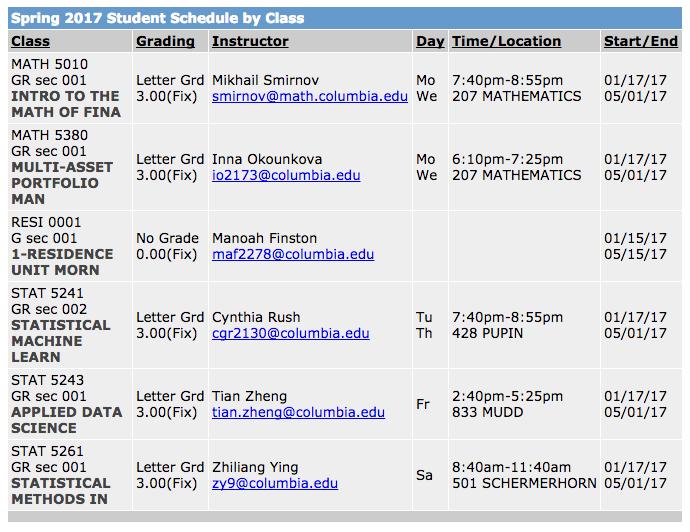 Spring 2017 Student Schedule by Class
Class Grading Instructor Day Time/Location Start/End
MATH 5010
GR sec 001 Letter Grd Mikhail Smirnov Mo 7:40pm-8:55pm 01/17/17
INTRO TO THE 3.00(Fix) smirnov@math.columbia.edu We 207 MATHEMATICS 05/01/17
MATH OF FINA
MATH 5380
GR sec 001 Letter Grd Inna Okounkova Mo 6:10pm-7:25pm 01/17/17
MULTI-ASSET 3.00(Fix) io2173@columbia.edu We 207 MATHEMATICS 05/01/17
PORTFOLIO
MAN
RESI 0001
G sec 001 No Grade Manoah Finston 01/15/17
1-RESIDENCE 0.00(Fix) maf2278@columbia.edu 05/15/17
UNIT MORN
STAT 5241
GR sec 002 Letter Grd Cynthia Rush Tu 7:40pm-8:55pm 01/17/17
STATISTICAL 3.00(Fix) cgr2130@columbia.edu Th 428 PUPIN 05/01/17
MACHINE
LEARN
STAT 5243
GR sec 001 Letter Grd Tian Zheng Fr 2:40pm-5:25pm 01/17/17
APPLIED DATA 3.00(Fix) tian.zheng@columbia.edu 833 MUDD 05/01/17
SCIENCE
STAT 5261
GR sec 001 Letter Grd Zhiliang Ying Sa 8:40am-11:40am 01/17/17
STATISTICAL 3.00(Fix) zy9@columbia.edu 501 SCHERMERHORN 05/01/17
METHODS IN